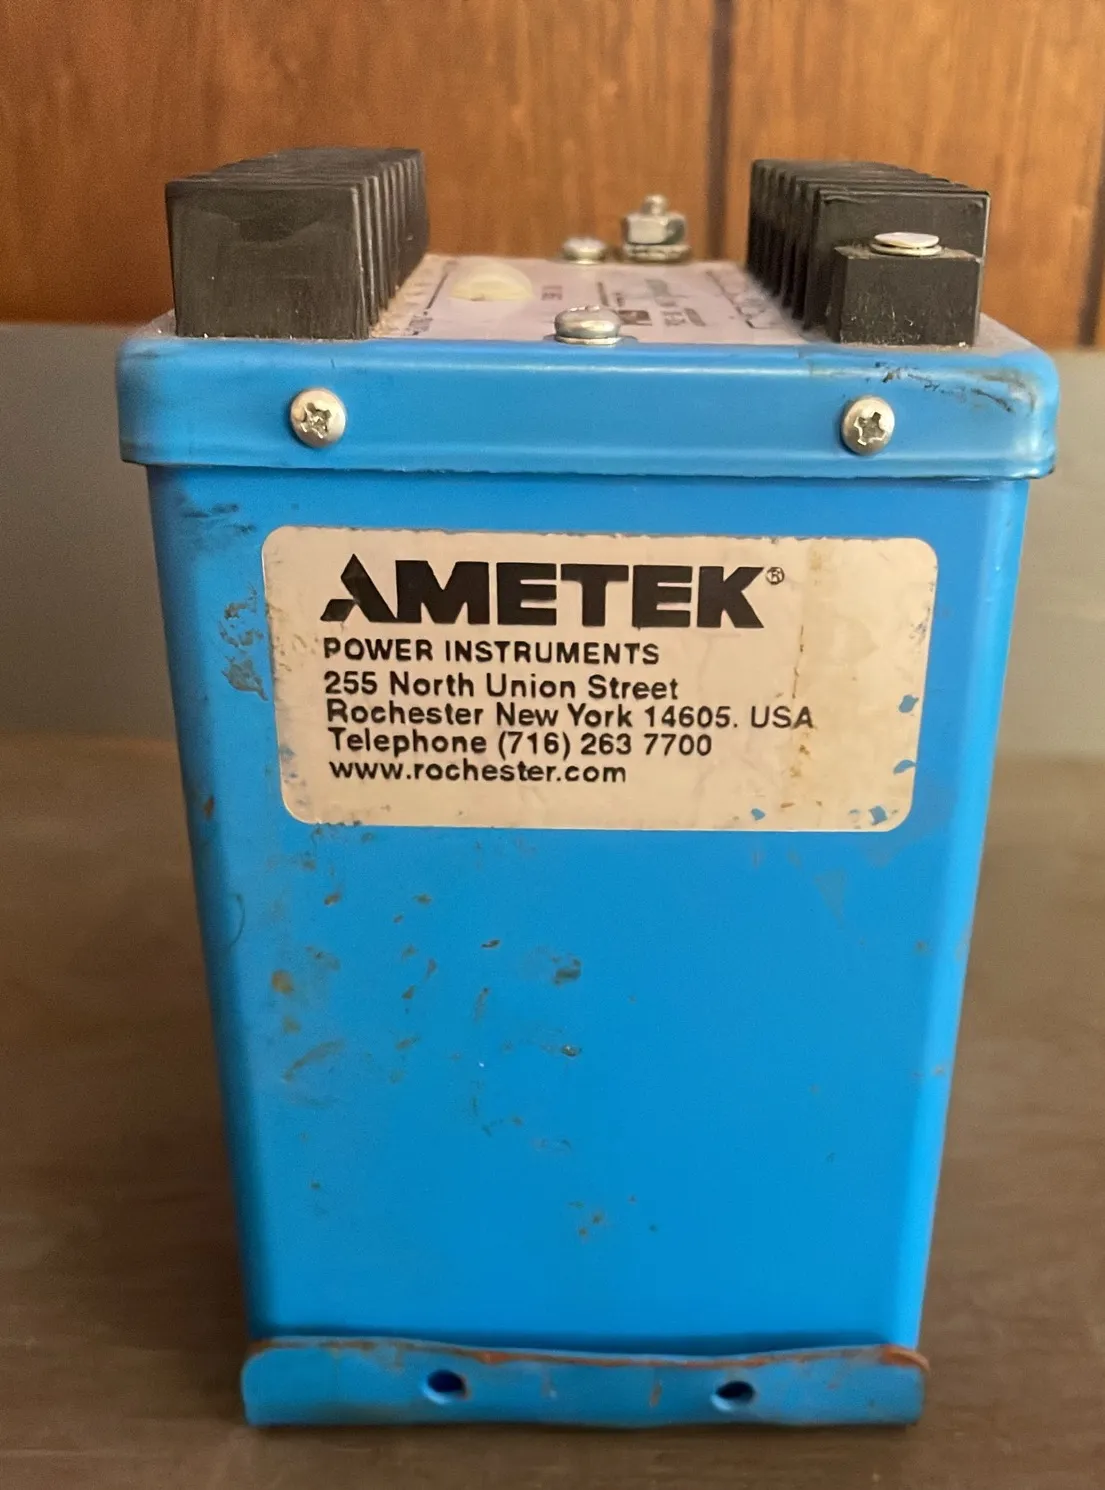 AMETEK®
POWER INSTRUMENTS
255 North Union Street
Rochester New York 14605. USA
Telephone (716) 263 7700
www.rochester.com